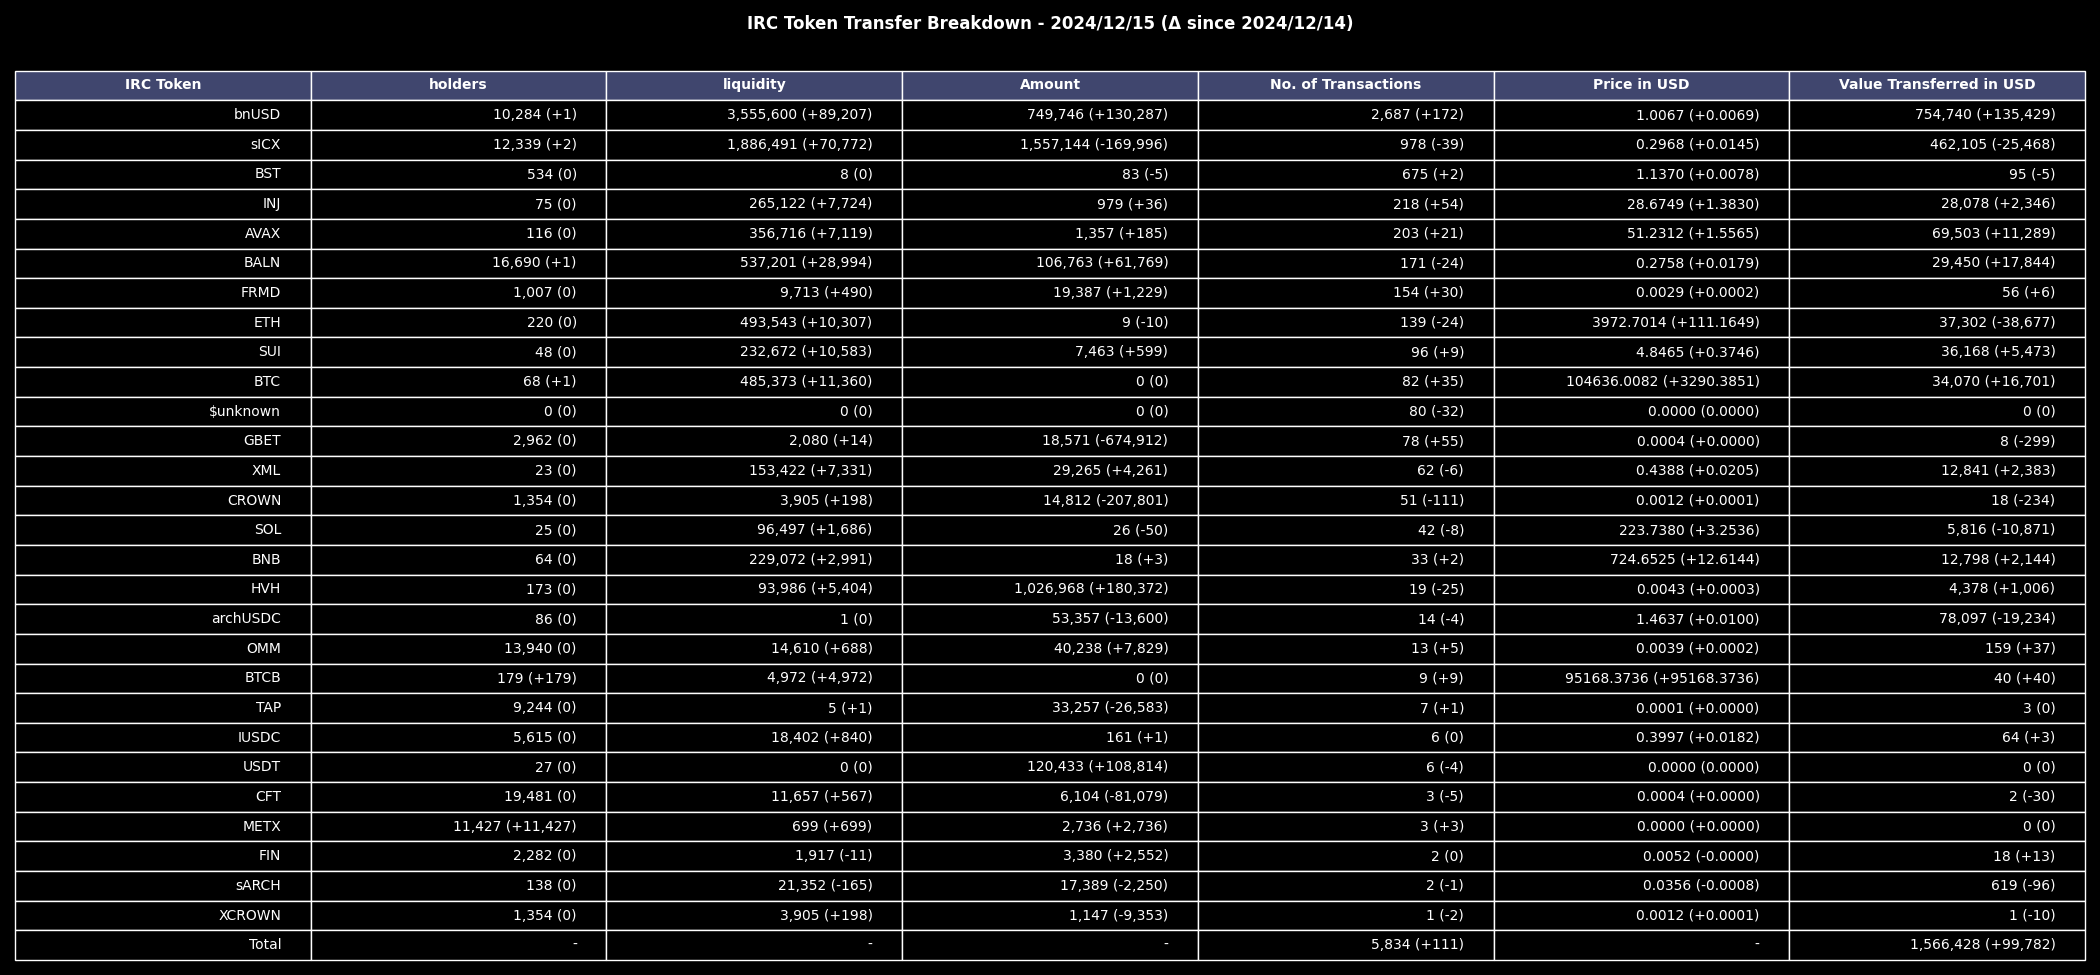 IRC Token Transfer Breakdown - 2024/12/15 (Δ since 2024/12/14)
IRC Token holders liquidity Amount No. of Transactions Price in USD Value Transferred in USD
bnUSD 10,284 (+1) 3,555,600 (+89,207) 749,746 (+130,287) 2,687 (+172) 1.0067 (+0.0069) 754,740 (+135,429)
sICX 12,339 (+2) 1,886,491 (+70,772) 1,557,144 (-169,996) 978 (-39) 0.2968 (+0.0145) 462,105 (-25,468)
BST 534 (0) 8 (0) 83 (-5) 675 (+2) 1.1370 (+0.0078) 95 (-5)
INJ 75 (0) 265,122 (+7,724) 979 (+36) 218 (+54) 28.6749 (+1.3830) 28,078 (+2,346)
AVAX 116 (0) 356,716 (+7,119) 1,357 (+185) 203 (+21) 51.2312 (+1.5565) 69,503 (+11,289)
BALN 16,690 (+1) 537,201 (+28,994) 106,763 (+61,769) 171 (-24) 0.2758 (+0.0179) 29,450 (+17,844)
FRMD 1,007 (0) 9,713 (+490) 19,387 (+1,229) 154 (+30) 0.0029 (+0.0002) 56 (+6)
ETH 220 (0) 493,543 (+10,307) 9 (-10) 139 (-24) 3972.7014 (+111.1649) 37,302 (-38,677)
SUI 48 (0) 232,672 (+10,583) 7,463 (+599) 96 (+9) 4.8465 (+0.3746) 36,168 (+5,473)
BTC 68 (+1) 485,373 (+11,360) 0 (0) 82 (+35) 104636.0082 (+3290.3851) 34,070 (+16,701)
$unknown 0 (0) 0 (0) 0 (0) 80 (-32) 0.0000 (0.0000) 0 (0)
GBET 2,962 (0) 2,080 (+14) 18,571 (-674,912) 78 (+55) 0.0004 (+0.0000) 8 (-299)
XML 23 (0) 153,422 (+7,331) 29,265 (+4,261) 62 (-6) 0.4388 (+0.0205) 12,841 (+2,383)
CROWN 1,354 (0) 3,905 (+198) 14,812 (-207,801) 51 (-111) 0.0012 (+0.0001) 18 (-234)
SOL 25 (0) 96,497 (+1,686) 26 (-50) 42 (-8) 223.7380 (+3.2536) 5,816 (-10,871)
BNB 64 (0) 229,072 (+2,991) 18 (+3) 33 (+2) 724.6525 (+12.6144) 12,798 (+2,144)
HVH 173 (0) 93,986 (+5,404) 1,026,968 (+180,372) 19 (-25) 0.0043 (+0.0003) 4,378 (+1,006)
archUSDC 86 (0) 1 (0) 53,357 (-13,600) 14 (-4) 1.4637 (+0.0100) 78,097 (-19,234)
OMM 13,940 (0) 14,610 (+688) 40,238 (+7,829) 13 (+5) 0.0039 (+0.0002) 159 (+37)
BTCB 179 (+179) 4,972 (+4,972) 0 (0) 9 (+9) 95168.3736 (+95168.3736) 40 (+40)
TAP 9,244 (0) 5 (+1) 33,257 (-26,583) 7 (+1) 0.0001 (+0.0000) 3 (0)
IUSDC 5,615 (0) 18,402 (+840) 161 (+1) 6 (0) 0.3997 (+0.0182) 64 (+3)
USDT 27 (0) 0 (0) 120,433 (+108,814) 6 (-4) 0.0000 (0.0000) 0 (0)
CFT 19,481 (0) 11,657 (+567) 6,104 (-81,079) 3 (-5) 0.0004 (+0.0000) 2 (-30)
METX 11,427 (+11,427) 699 (+699) 2,736 (+2,736) 3 (+3) 0.0000 (+0.0000) 0 (0)
FIN 2,282 (0) 1,917 (-11) 3,380 (+2,552) 2 (0) 0.0052 (-0.0000) 18 (+13)
sARCH 138 (0) 21,352 (-165) 17,389 (-2,250) 2 (-1) 0.0356 (-0.0008) 619 (-96)
XCROWN 1,354 (0) 3,905 (+198) 1,147 (-9,353) 1 (-2) 0.0012 (+0.0001) 1 (-10)
Total - - - 5,834 (+111) - 1,566,428 (+99,782)